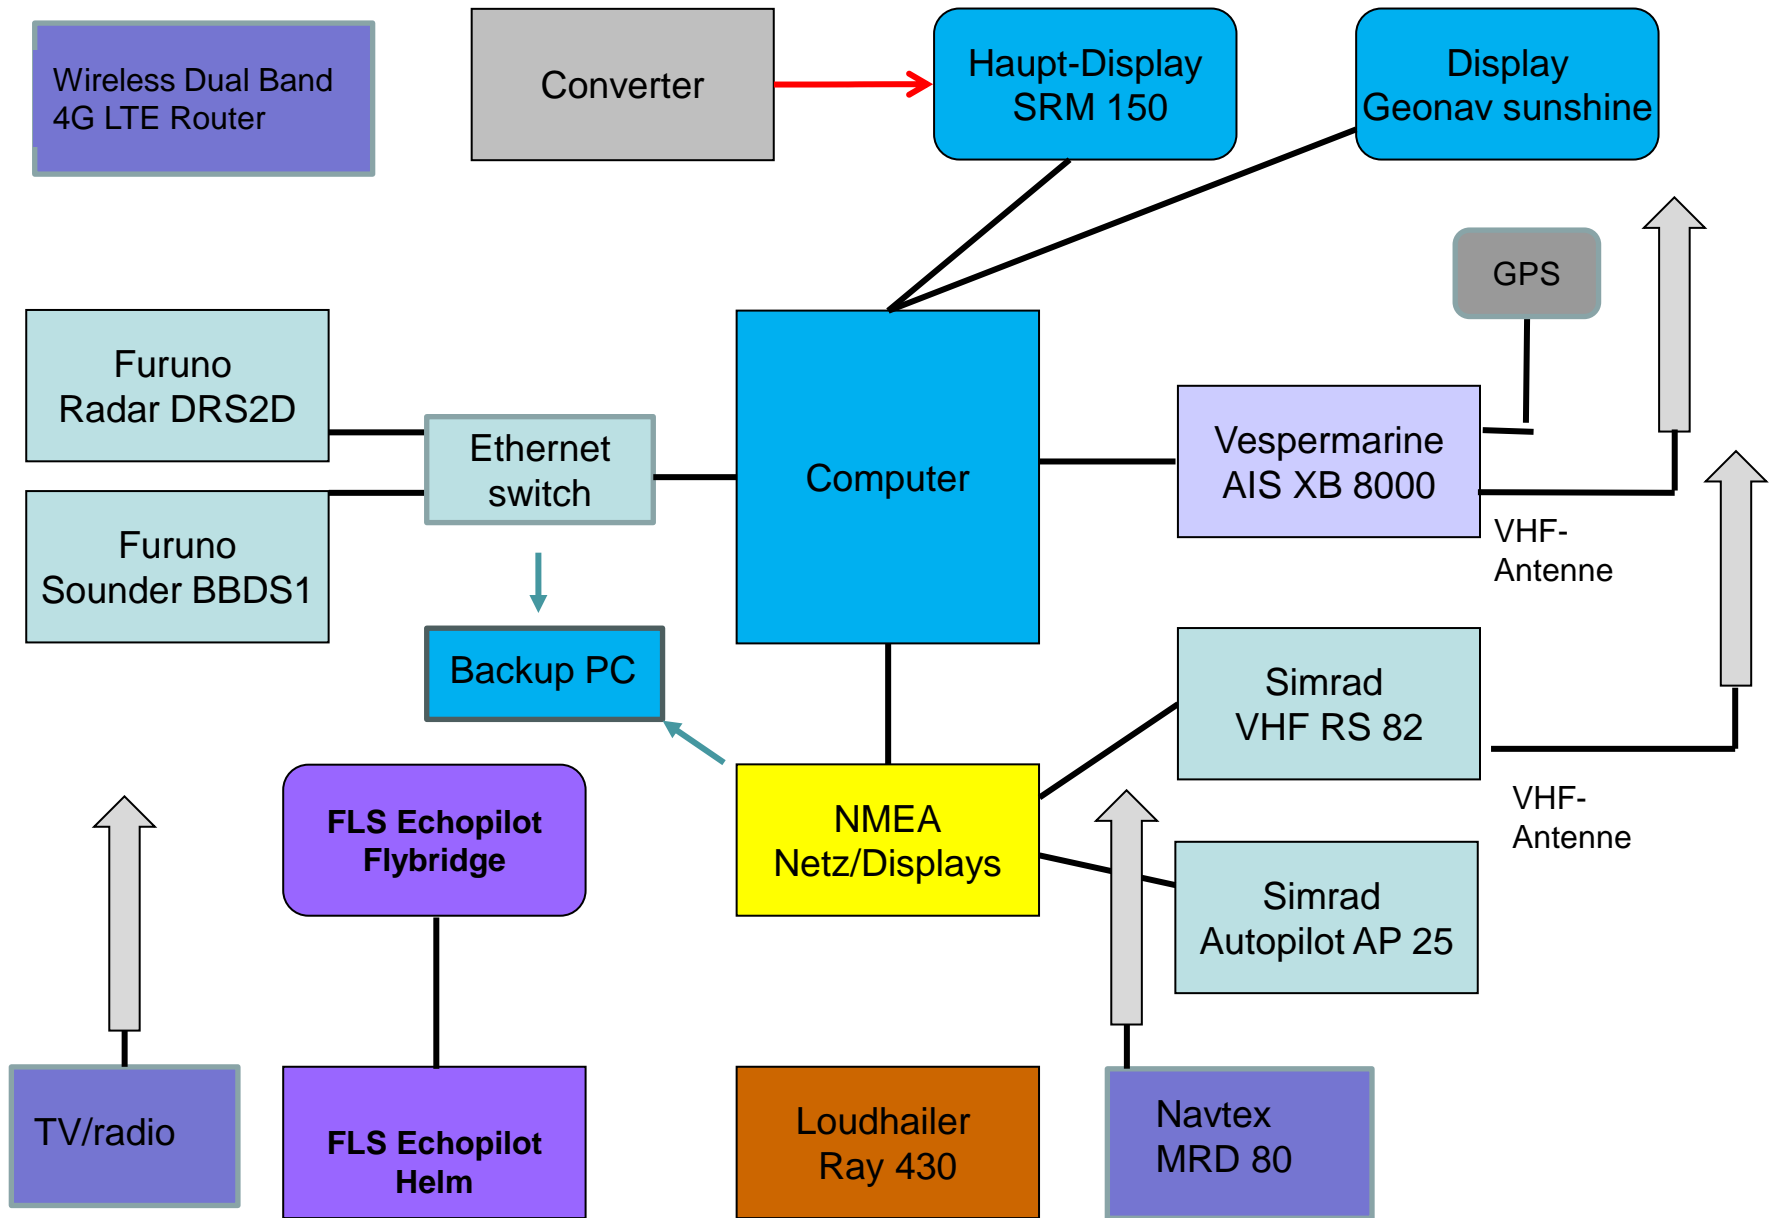 Wireless Dual Band
4G LTE Router
Converter
Haupt-Display
SRM 150
Display
Geonav sunshine
GPS
Furuno
Radar DRS2D
Ethernet
switch
Computer
Vespermarine
AIS XB 8000
VHF-
Antenne
Furuno
Sounder BBDS1
Backup PC
Simrad
VHF RS 82
VHF-
Antenne
FLS Echopilot
Flybridge
NMEA
Netz/Displays
Simrad
Autopilot AP 25
TV/radio
FLS Echopilot
Helm
Loudhailer
Ray 430
Navtex
MRD 80